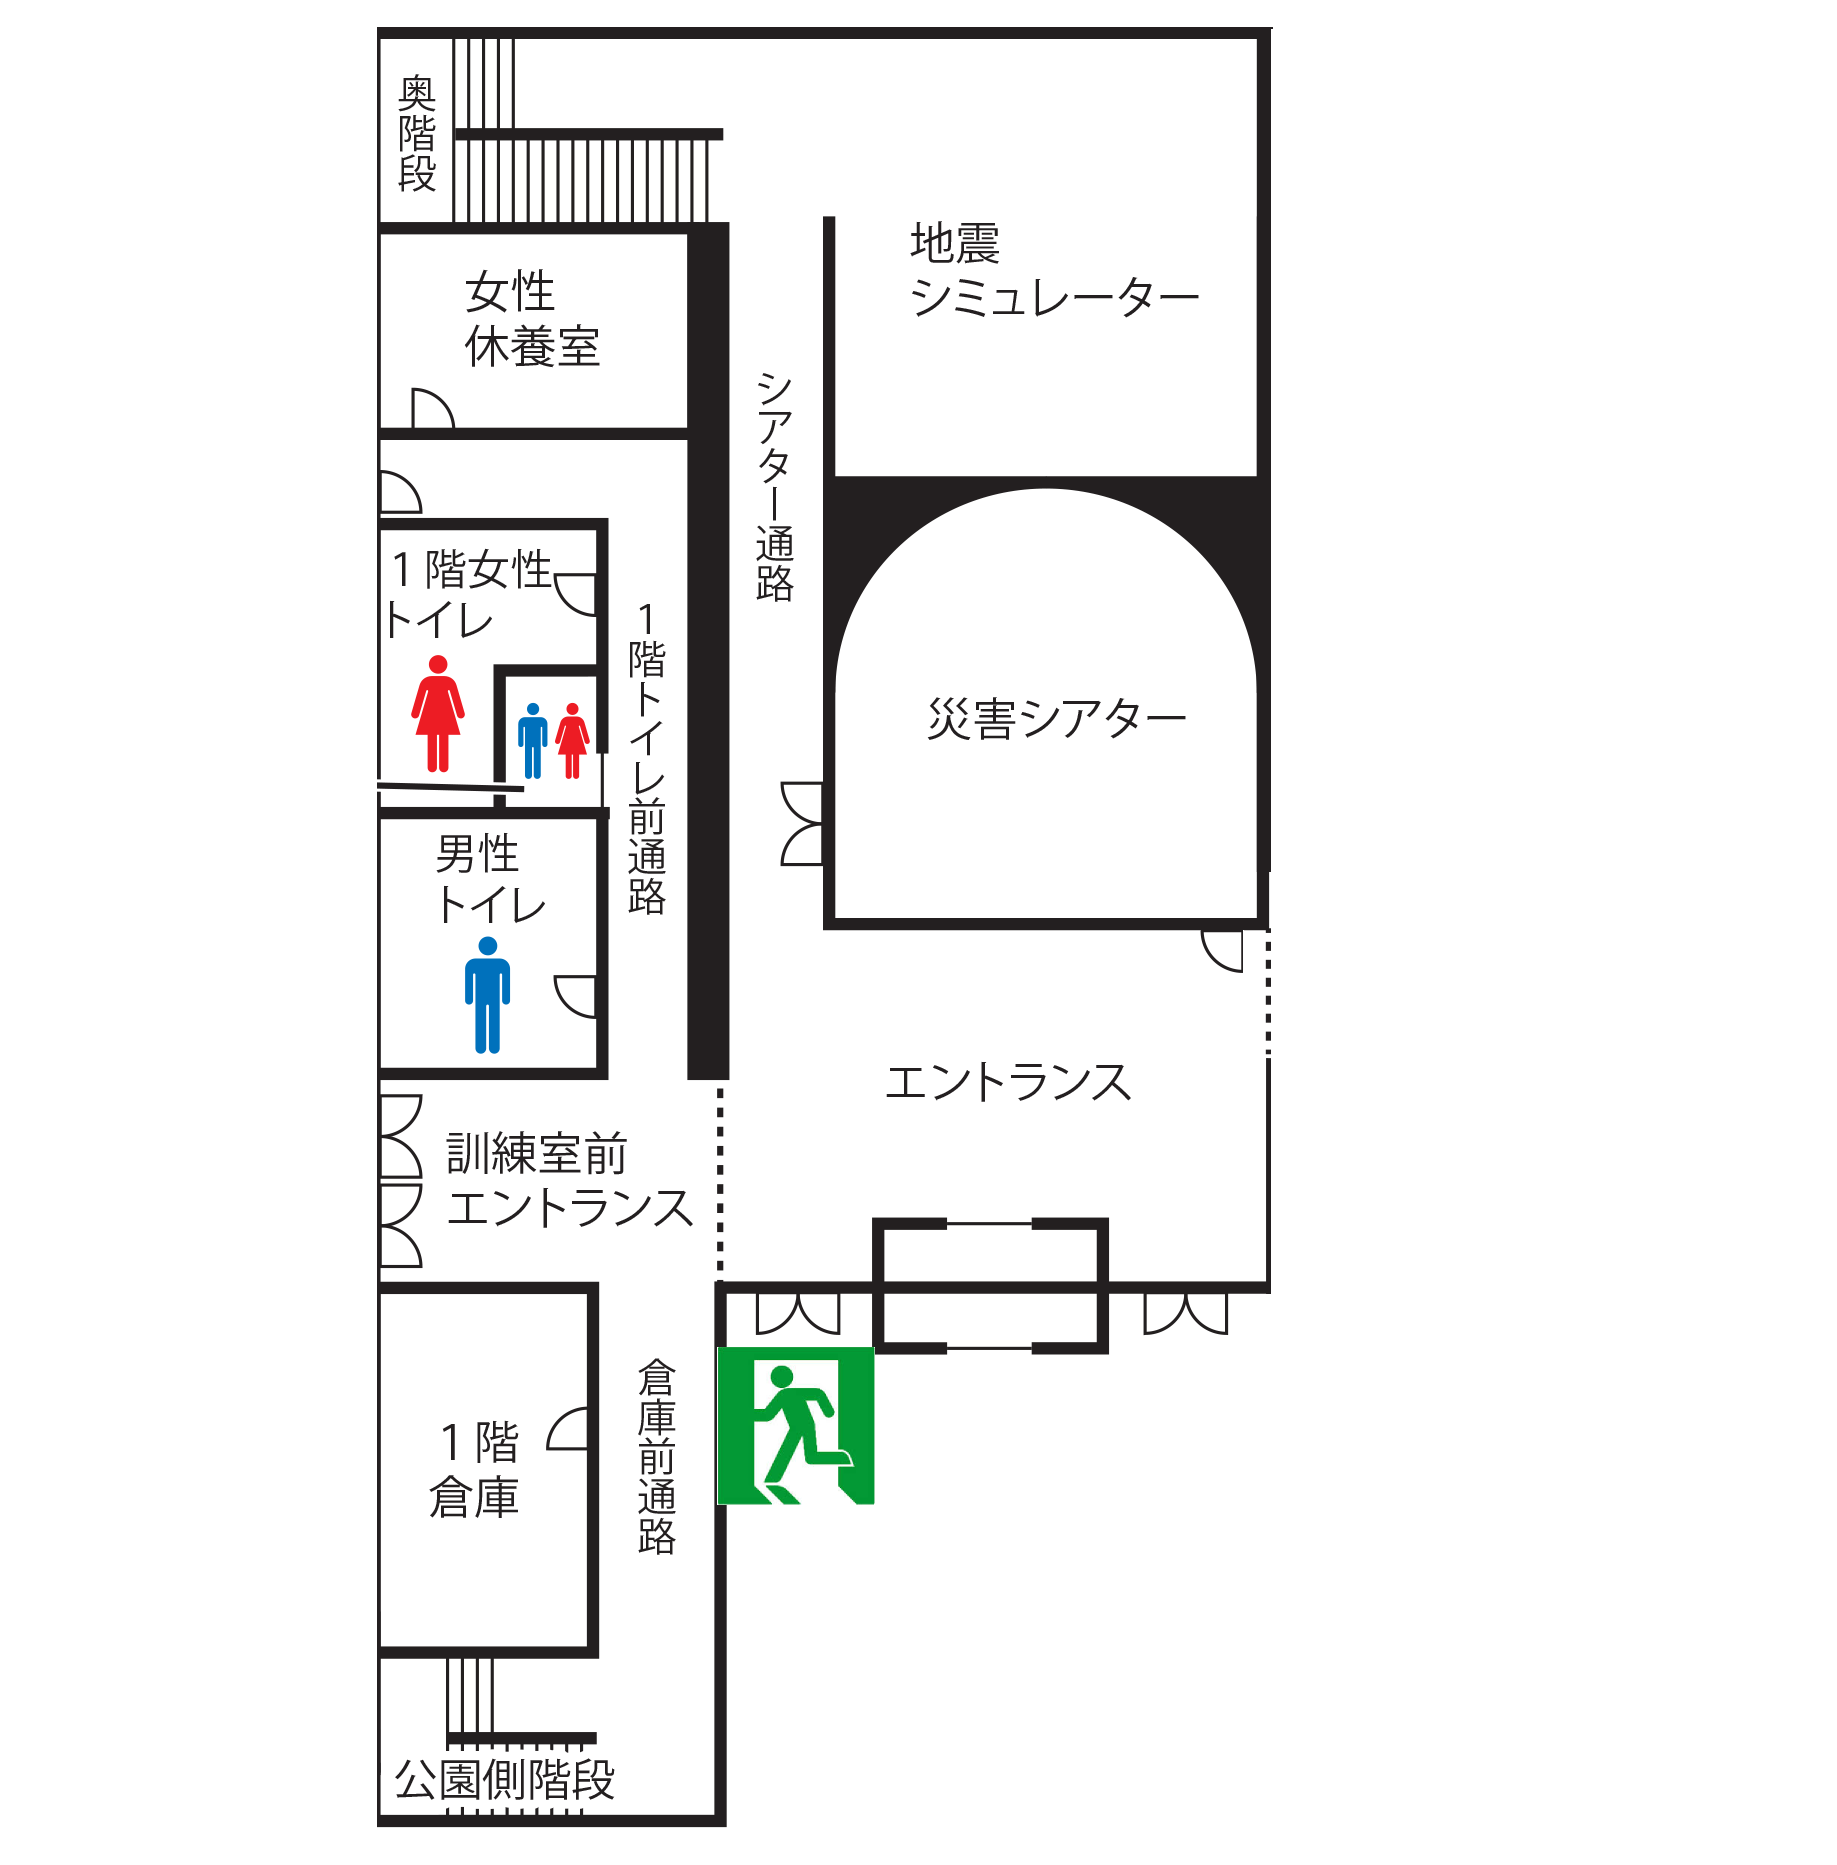 奥階段
地震
シミュレーター
女性
休養室
シアター通路
1階女性
トイレ
1階トイレ前通路
災害シアター
男性
トイレ
エントランス
訓練室前
エントランス
倉庫前通路
1階
倉庫
公園側階段